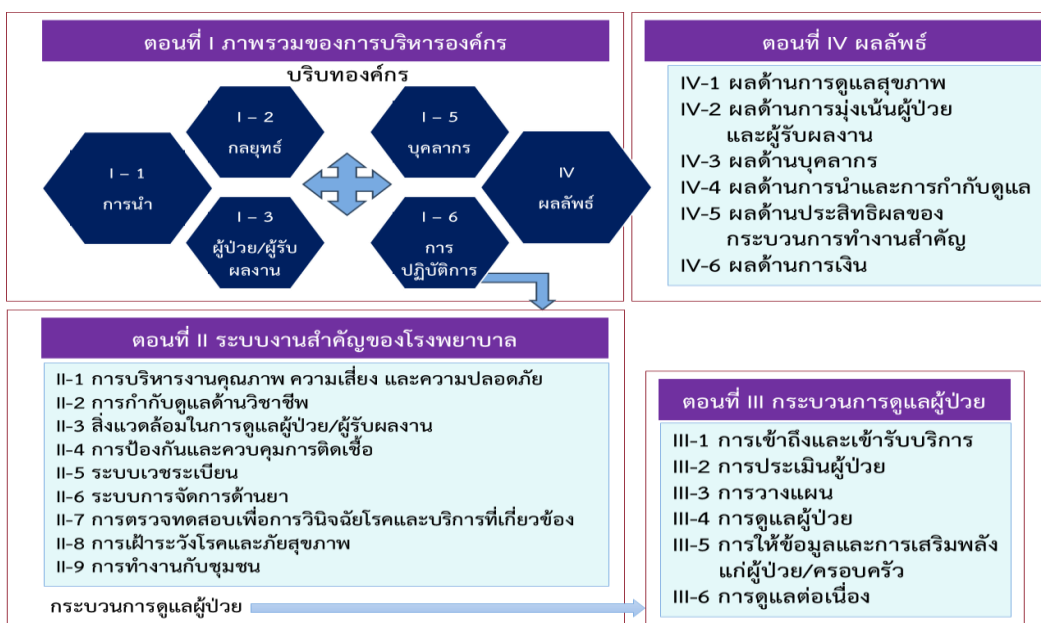 ตอนที่ I ภาพรวมของการบริหารองค์กร
บริบทองค์กร
I – 1
การนำ
I – 2
กลยุทธ์
I – 3
ผู้ป่วย/ผู้รับ
ผลงาน
I – 5
บุคลากร
I – 6
การ
ปฏิบัติการ
IV
ผลลัพธ์
ตอนที่ IV ผลลัพธ์
IV-1 ผลด้านการดูแลสุขภาพ
IV-2 ผลด้านการมุ่งเน้นผู้ป่วย
และผู้รับผลงาน
IV-3 ผลด้านบุคลากร
IV-4 ผลด้านการนำและการกำกับดูแล
IV-5 ผลด้านประสิทธิผลของ
กระบวนการทำงานสำคัญ
IV-6 ผลด้านการเงิน
ตอนที่ II ระบบงานสำคัญของโรงพยาบาล
II-1 การบริหารงานคุณภาพ ความเสี่ยง และความปลอดภัย
II-2 การกำกับดูแลด้านวิชาชีพ
II-3 สิ่งแวดล้อมในการดูแลผู้ป่วย/ผู้รับผลงาน
II-4 การป้องกันและควบคุมการติดเชื้อ
II-5 ระบบเวชระเบียน
II-6 ระบบการจัดการด้านยา
II-7 การตรวจทดสอบเพื่อการวินิจฉัยโรคและบริการที่เกี่ยวข้อง
II-8 การเฝ้าระวังโรคและภัยสุขภาพ
II-9 การทำงานกับชุมชน
กระบวนการดูแลผู้ป่วย
ตอนที่ III กระบวนการดูแลผู้ป่วย
III-1 การเข้าถึงและเข้ารับบริการ
III-2 การประเมินผู้ป่วย
III-3 การวางแผน
III-4 การดูแลผู้ป่วย
III-5 การให้ข้อมูลและการเสริมพลัง
แก่ผู้ป่วย/ครอบครัว
III-6 การดูแลต่อเนื่อง